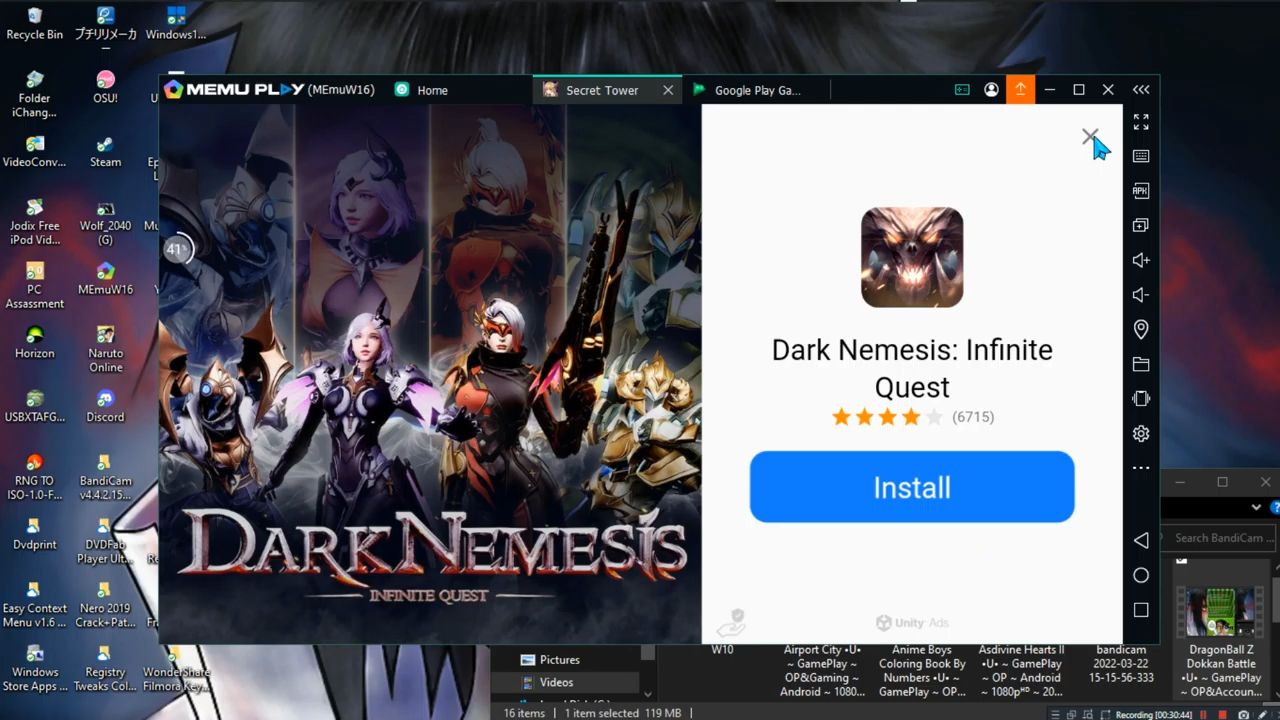 Recycle Bin
プチリリメーカ
ー
Windows1...
Folder
iChang...
OSU!
VideoConv...
Steam
Jodix Free
iPod Vid...
Wolf_2040
(G)
PC
Assassment
MEmuW16
Horizon
Naruto
Online
USBXTAFG...
Discord
RNG TO
ISO-1.0-F...
BandiCam
v4.4.2.15...
Dvdprint
DVDFab
Player Ult...
Easy Context
Menu v1.6 ...
Nero 2019
Crack+Pat...
Windows
Store Apps ...
Registry
Tweaks Col...
WonderShare
Filmora Key...
MEMU PLAY (MEmuW16)
Home
Secret Tower
Google Play Ga...
APK
41%
DARK NEMESIS
INFINITE QUEST
Dark Nemesis: Infinite
Quest
(6715)
Install
Unity Ads
Search BandiCam ...
Pictures
Videos
W10
Airport City •U•
~ GamePlay ~
OP&Gaming ~
Android ~ 1080...
Anime Boys
Coloring Book By
Numbers •U• ~
GamePlay ~ OP...
Asdivine Hearts II
•U• ~ GamePlay
~ OP ~ Android
~ 1080pᴴᴰ ~ 20...
bandicam
2022-03-22
15-15-56-333
DragonBall Z
Dokkan Battle
•U• ~ GamePlay
~ OP&Accoun...
16 items
1 item selected 119 MB
Recording [00:30:44]